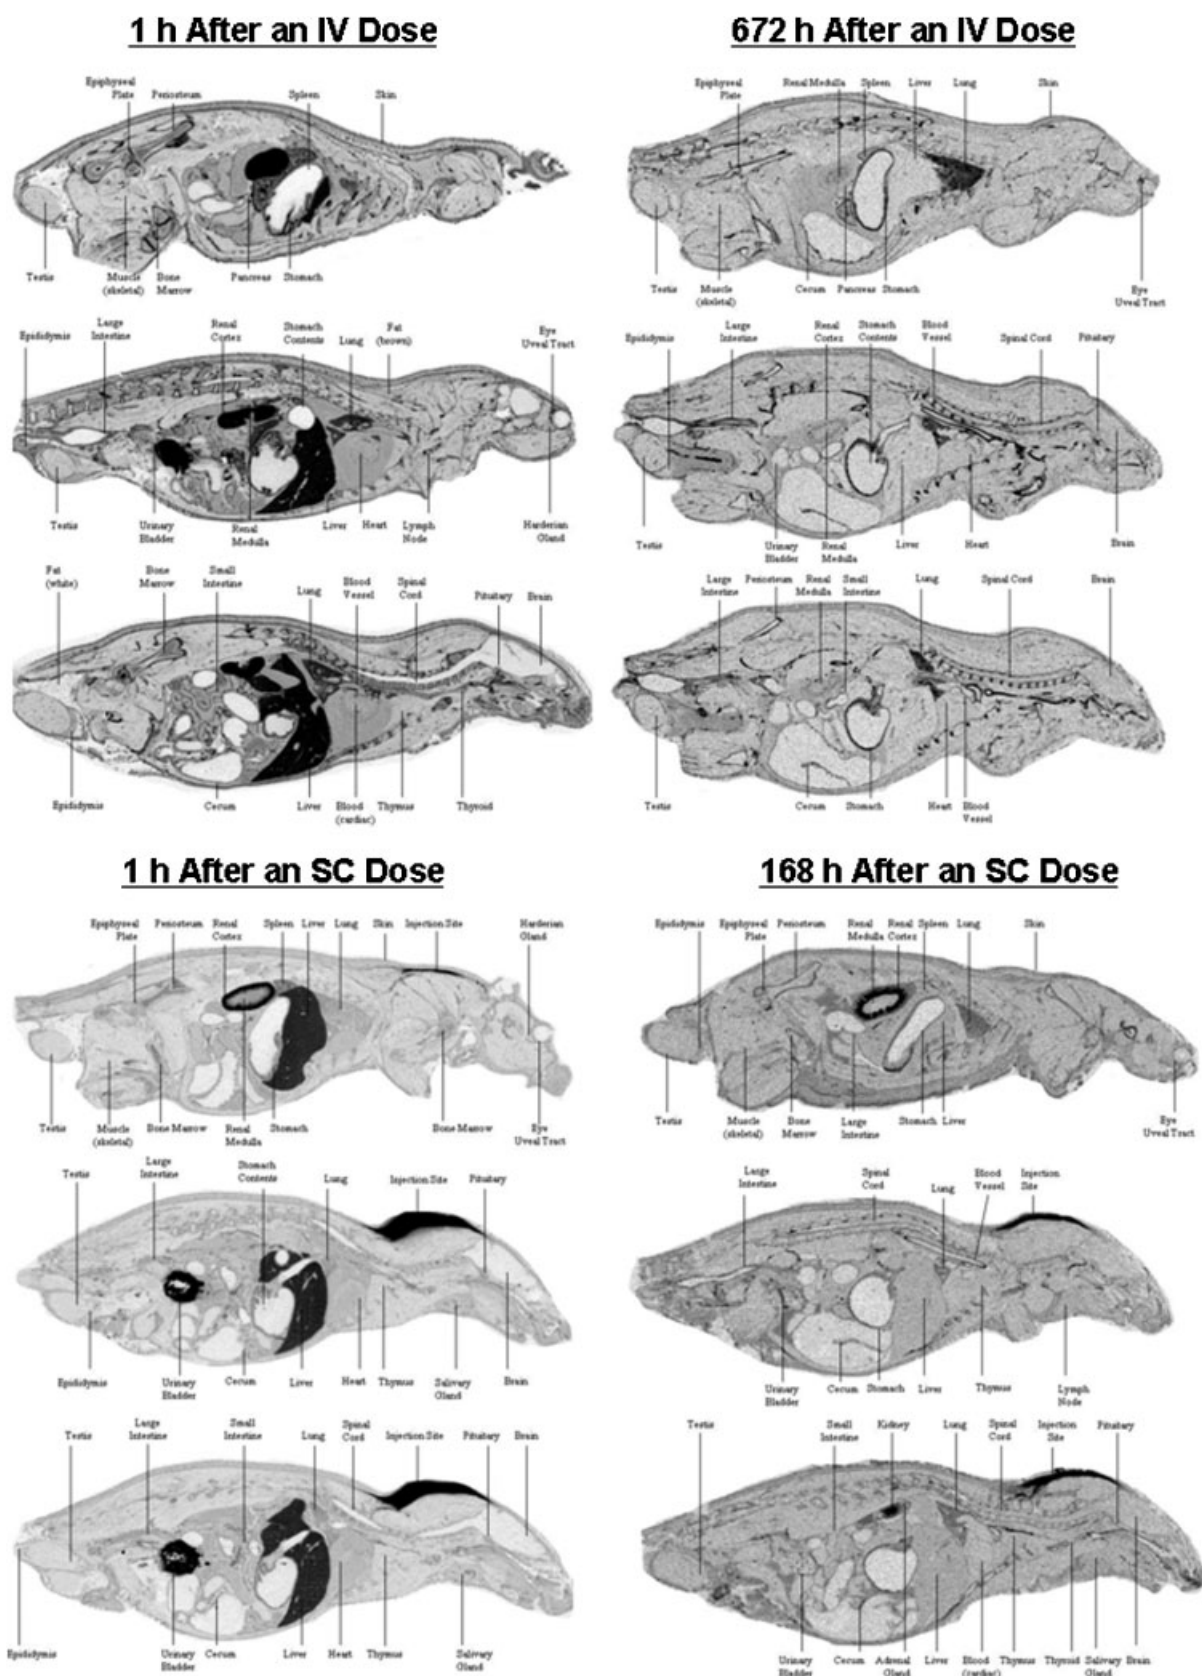 1 h After an IV Dose
Epiphyseal
Plate
Periosteum
Spleen
Skin
Testis
Muscle
(skeletal)
Bone
Marrow
Pancreas
Stomach
Epididymis
Large
Intestine
Renal
Cortex
Stomach
Contents
Lung
Fat
(brown)
Eye
Uveal Tract
Testis
Urinary
Bladder
Renal
Medulla
Liver
Heart
Lymph
Node
Harderian
Gland
Fat
(white)
Bone
Marrow
Small
Intestine
Lung
Blood
Vessel
Spinal
Cord
Pituitary
Brain
Epididymis
Cecum
Liver
Blood
(cardiac)
Thymus
Thyroid
672 h After an IV Dose
Epiphyseal
Plate
Renal Medulla
Spleen
Liver
Lung
Skin
Testis
Muscle
(skeletal)
Cecum
Pancreas
Stomach
Eye
Uveal Tract
Epididymis
Large
Intestine
Renal
Cortex
Stomach
Contents
Blood
Vessel
Spinal Cord
Pituitary
Testis
Urinary
Bladder
Renal
Medulla
Liver
Heart
Brain
Large
Intestine
Periosteum
Renal
Medulla
Small
Intestine
Lung
Spinal Cord
Brain
Testis
Cecum
Stomach
Heart
Blood
Vessel
1 h After an SC Dose
Epiphyseal
Plate
Periosteum
Renal
Cortex
Spleen
Liver
Lung
Skin
Injection Site
Harderian
Gland
Testis
Muscle
(skeletal)
Bone Marrow
Renal
Medulla
Stomach
Bone Marrow
Eye
Uveal Tract
Testis
Large
Intestine
Stomach
Contents
Lung
Injection Site
Pituitary
Epididymis
Urinary
Bladder
Cecum
Liver
Heart
Thymus
Salivary
Gland
Brain
Testis
Large
Intestine
Small
Intestine
Lung
Spinal
Cord
Injection Site
Pituitary
Brain
Epididymis
Urinary
Bladder
Cecum
Liver
Heart
Thymus
Salivary
Gland
168 h After an SC Dose
Epididymis
Epiphyseal
Plate
Periosteum
Renal
Medulla
Renal
Cortex
Spleen
Lung
Skin
Testis
Muscle
(skeletal)
Bone
Marrow
Large
Intestine
Stomach
Liver
Eye
Uveal Tract
Large
Intestine
Spinal
Cord
Lung
Blood
Vessel
Injection
Site
Urinary
Bladder
Cecum
Stomach
Liver
Thymus
Lymph
Node
Testis
Small
Intestine
Kidney
Lung
Spinal
Cord
Injection
Site
Pituitary
Urinary
Bladder
Cecum
Adrenal
Gland
Liver
Blood
(cardiac)
Thymus
Thyroid
Salivary
Gland
Brain